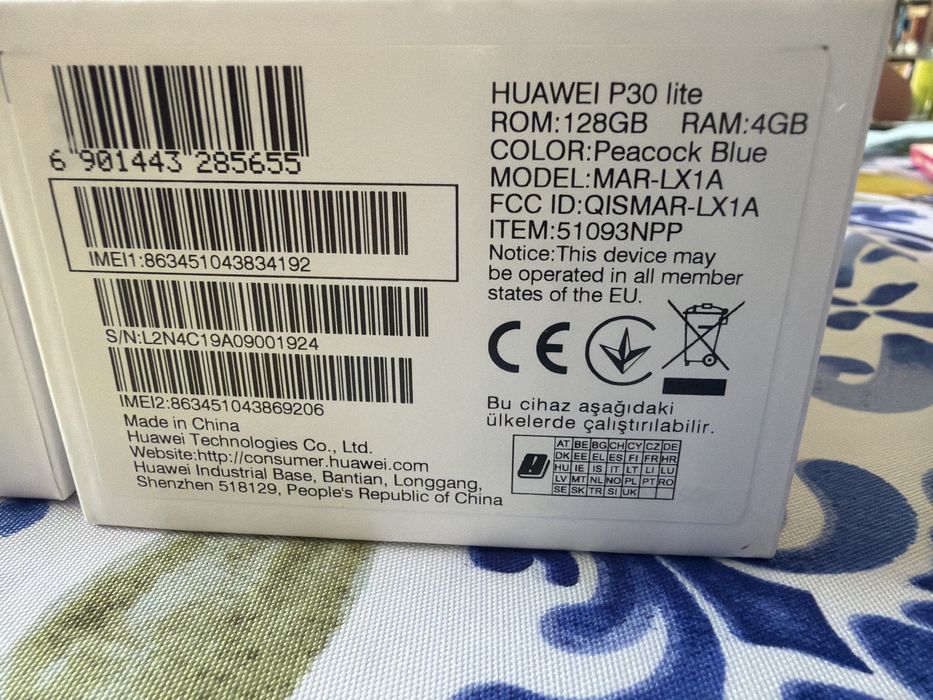 6 901443 285655
IMEI1:863451043834192
S/N:L2N4C19A09001924
IMEI2:863451043869206
Made in China
Huawei Technologies Co., Ltd.
Website:http://consumer.huawei.com
Huawei Industrial Base, Bantian, Longgang,
Shenzhen 518129, People's Republic of China
HUAWEI P30 lite
ROM:128GB RAM:4GB
COLOR:Peacock Blue
MODEL:MAR-LX1A
FCC ID:QISMAR-LX1A
ITEM:51093NPP
Notice:This device may
be operated in all member
states of the EU.
CE
Bu cihaz aşağıdaki
ülkelerde çalıştırılabilir.
AT BE BG CH CY CZ DE
DK EE EL ES FI FR HR
HU IE IS IT LT LI LU
LV MT NL NO PL PT RO
SE SK TR SI UK